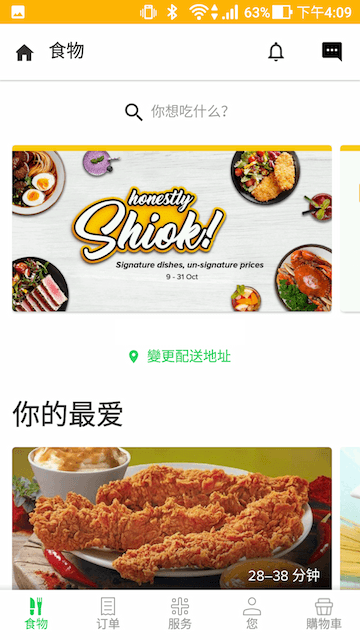 63% 下午4:09
食物
你想吃什么?
honestly
Shiok!
Signature dishes, un-signature prices
9 - 31 Oct
變更配送地址
你的最爱
28–38 分钟
食物 订单 服务 您 購物車